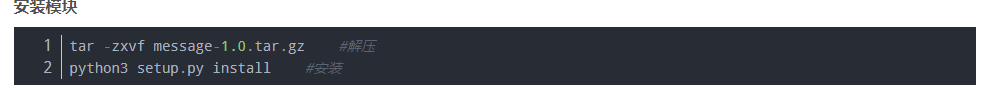 安装模块
1 tar -zxvf message-1.0.tar.gz    #解压
2 python3 setup.py install    #安装